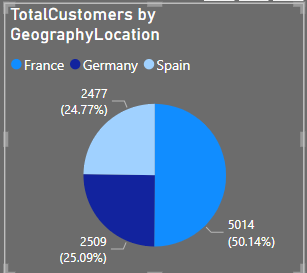 TotalCustomers by
GeographyLocation
France Germany Spain
2477
(24.77%)
5014
(50.14%)
2509
(25.09%)